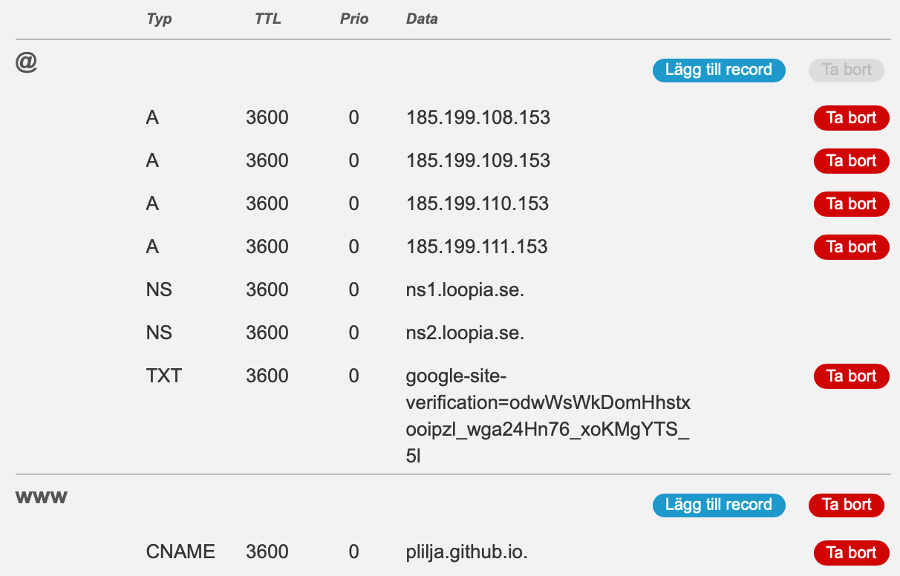 Typ TTL Prio Data
@ Lägg till record Ta bort
A 3600 0 185.199.108.153 Ta bort
A 3600 0 185.199.109.153 Ta bort
A 3600 0 185.199.110.153 Ta bort
A 3600 0 185.199.111.153 Ta bort
NS 3600 0 ns1.loopia.se.
NS 3600 0 ns2.loopia.se.
TXT 3600 0 google-site- Ta bort
verification=odwWsWkDomHhstx
ooipzl_wga24Hn76_xoKMgYTS_
5l
www Lägg till record Ta bort
CNAME 3600 0 plilja.github.io. Ta bort